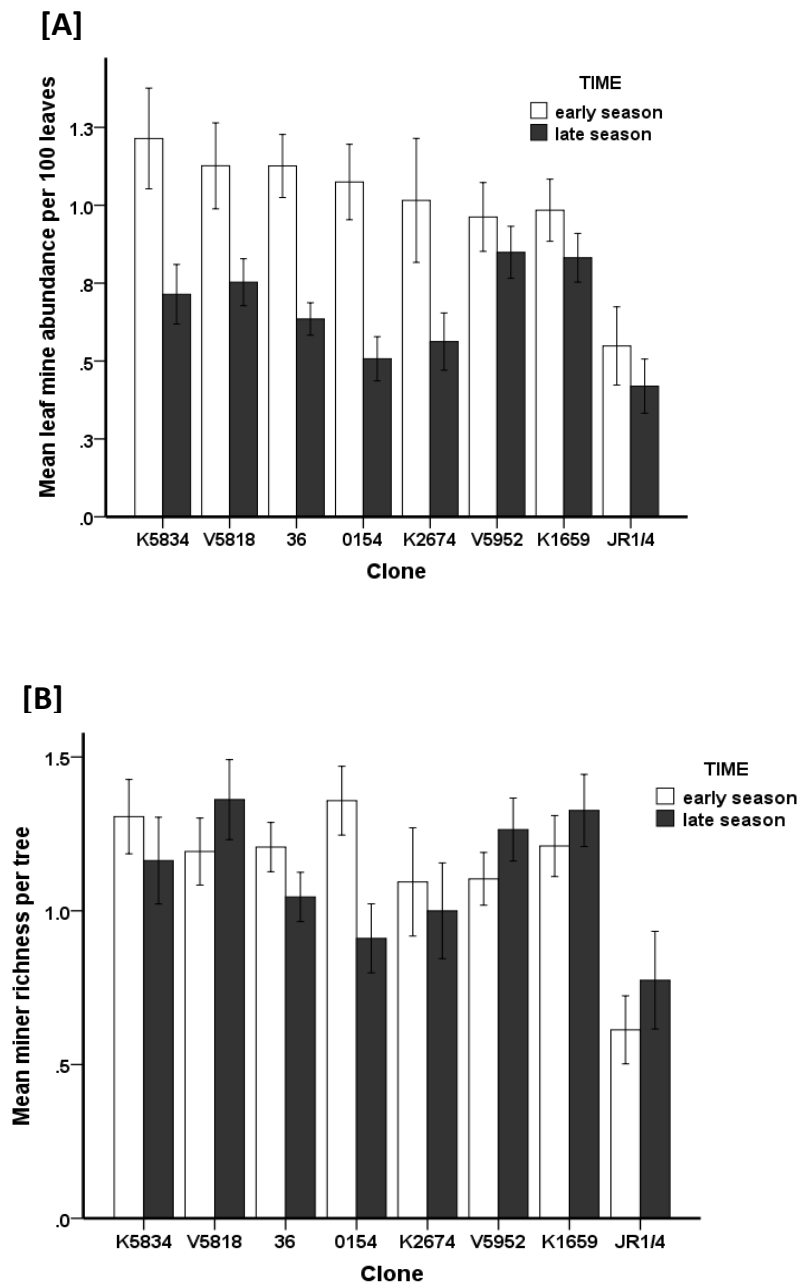 [A]
Mean leaf mine abundance per 100 leaves
1.3
1.0
.8
.5
.3
.0
TIME
early season
late season
K5834 V5818 36 0154 K2674 V5952 K1659 JR1/4
Clone
[B]
Mean miner richness per tree
1.5
1.0
.5
.0
TIME
early season
late season
K5834 V5818 36 0154 K2674 V5952 K1659 JR1/4
Clone